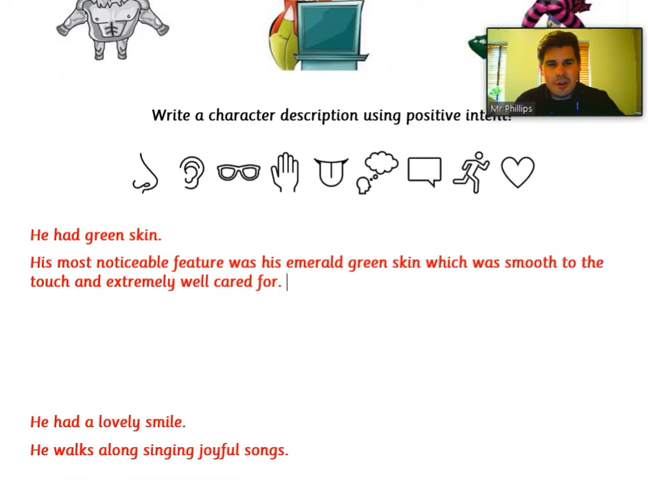 Mr Phillips
Write a character description using positive intent!
He had green skin.
His most noticeable feature was his emerald green skin which was smooth to the
touch and extremely well cared for.
He had a lovely smile.
He walks along singing joyful songs.